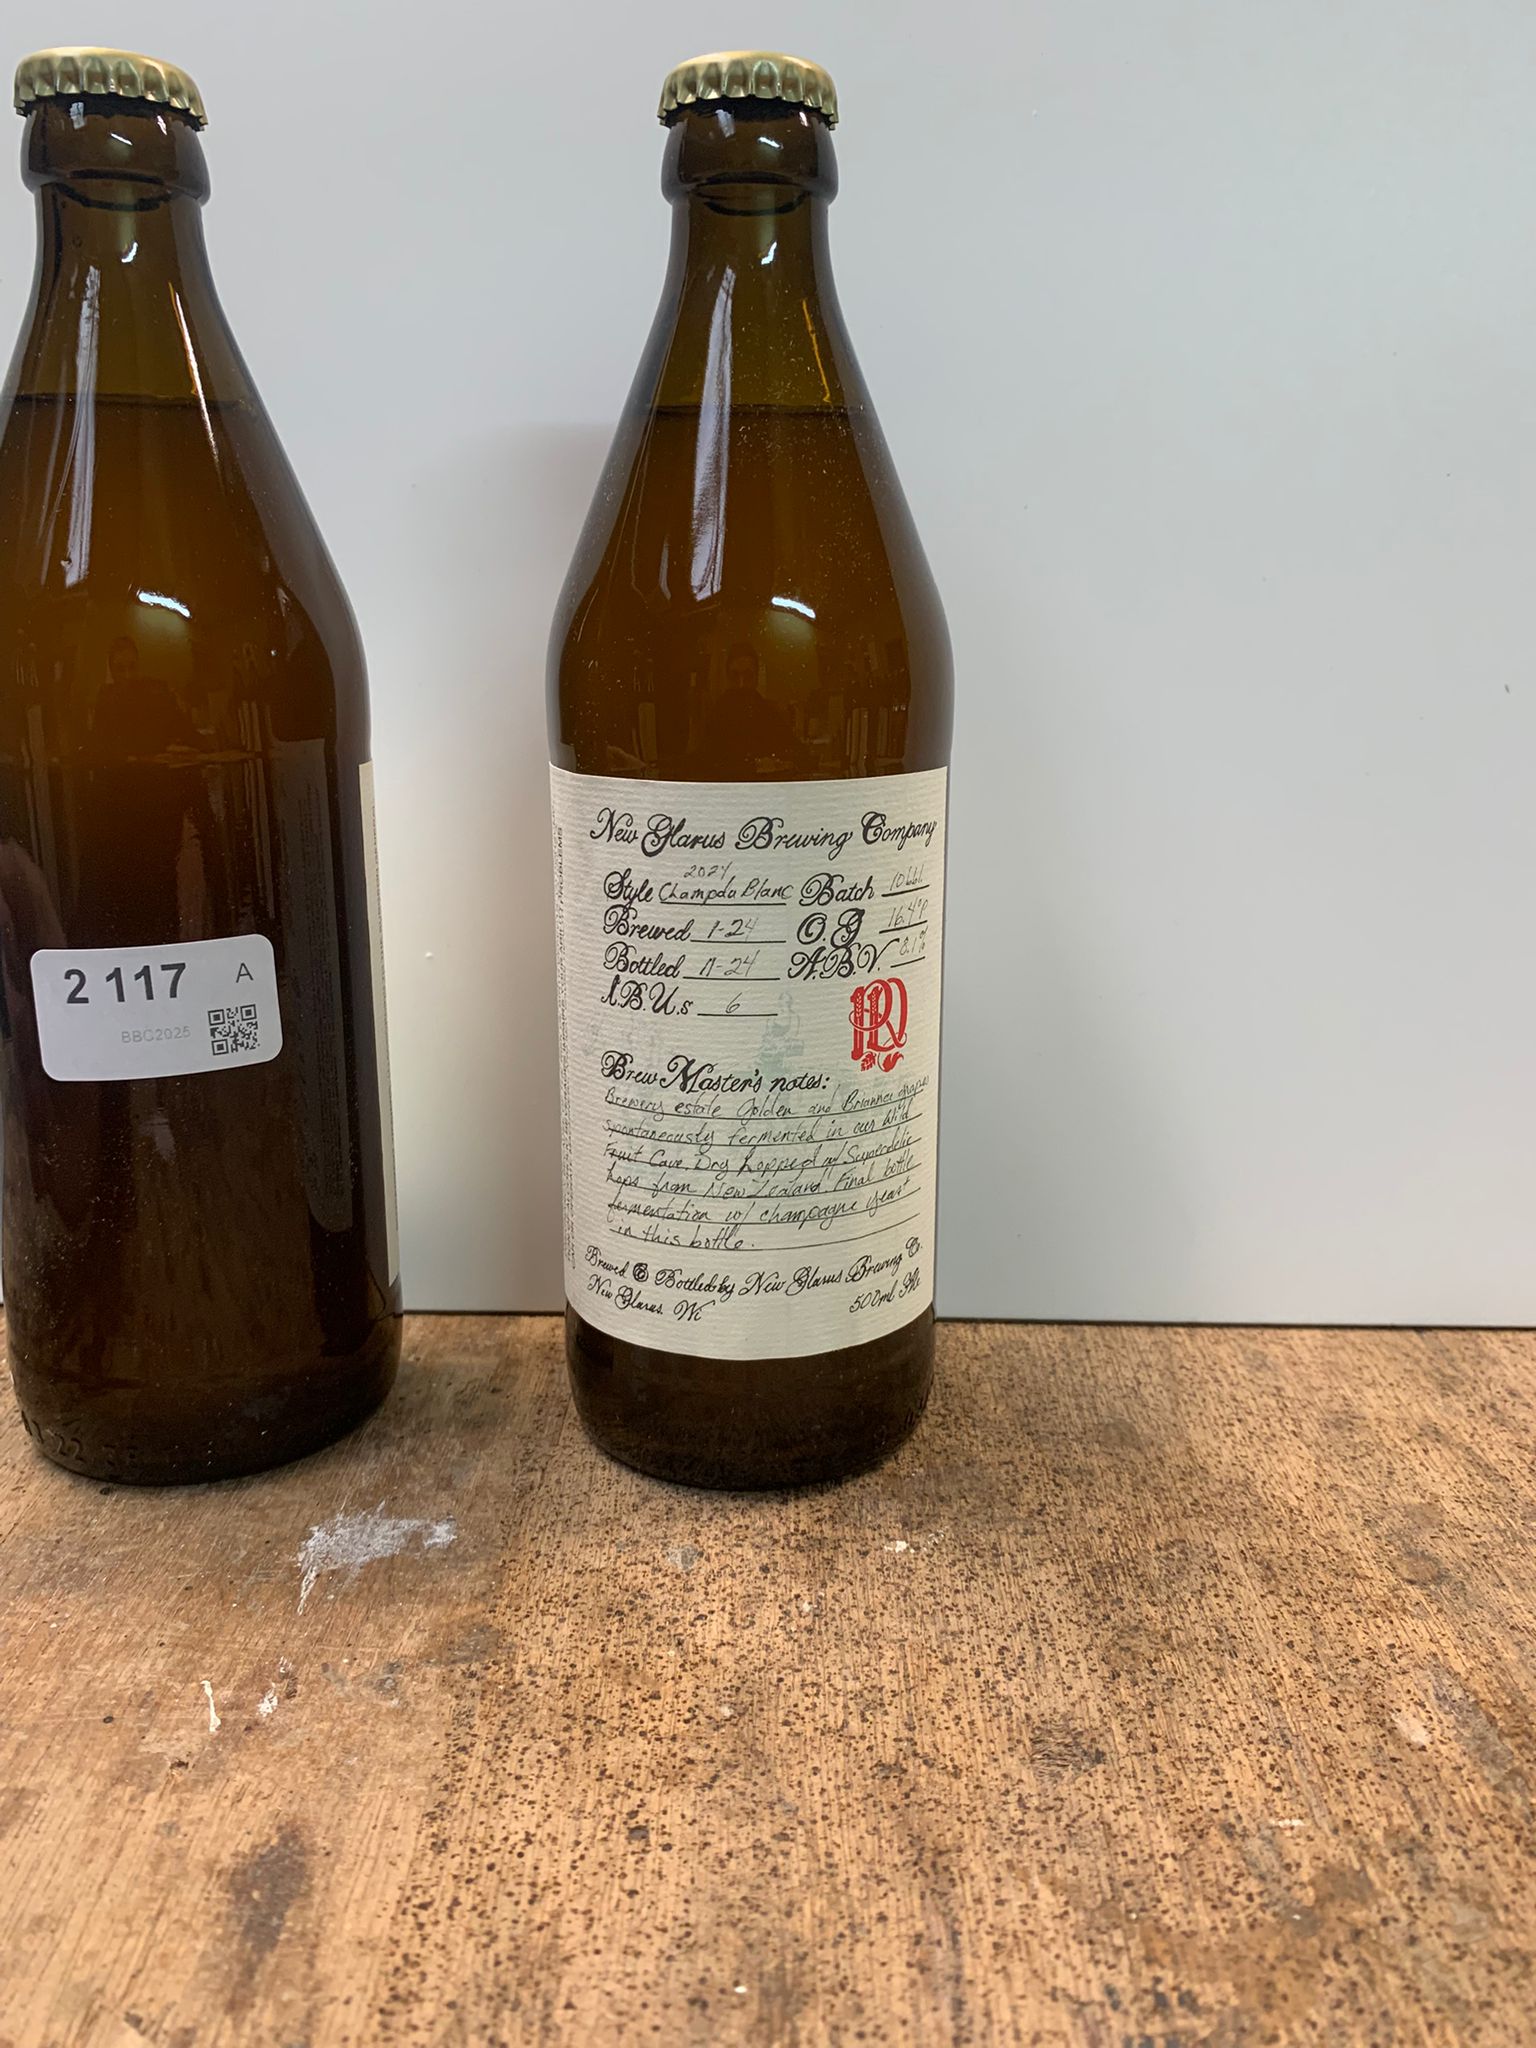 2 117 A
BBC2025
New Glarus Brewing Company
2024
Style Champda Blanc Batch
Brewed 1-24 O.G 16.4°P
Bottled 11-24 A.B.V. 8.1%
I.B.U.s 6
Brew Master's notes:
Brewery estate Golden and Brianna grapes
spontaneously fermented in our Wild
Fruit Cave. Dry hopped w/ Superdelic
hops from New Zealand. Final bottle
fermentation w/ champagne yeast
in this bottle.
Brewed & Bottled by New Glarus Brewing Co.
New Glarus, Wi 500ml Ale